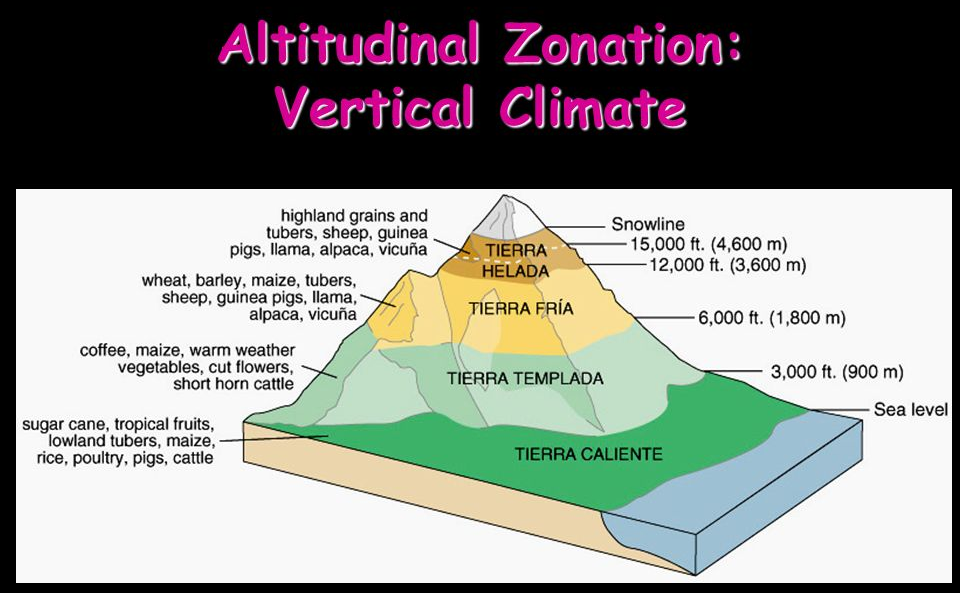 Altitudinal Zonation:
Vertical Climate
highland grains and
tubers, sheep, guinea
pigs, llama, alpaca, vicuña
wheat, barley, maize, tubers,
sheep, guinea pigs, llama,
alpaca, vicuña
coffee, maize, warm weather
vegetables, cut flowers,
short horn cattle
sugar cane, tropical fruits,
lowland tubers, maize,
rice, poultry, pigs, cattle
TIERRA
HELADA
TIERRA FRÍA
TIERRA TEMPLADA
TIERRA CALIENTE
Snowline
15,000 ft. (4,600 m)
12,000 ft. (3,600 m)
6,000 ft. (1,800 m)
3,000 ft. (900 m)
Sea level